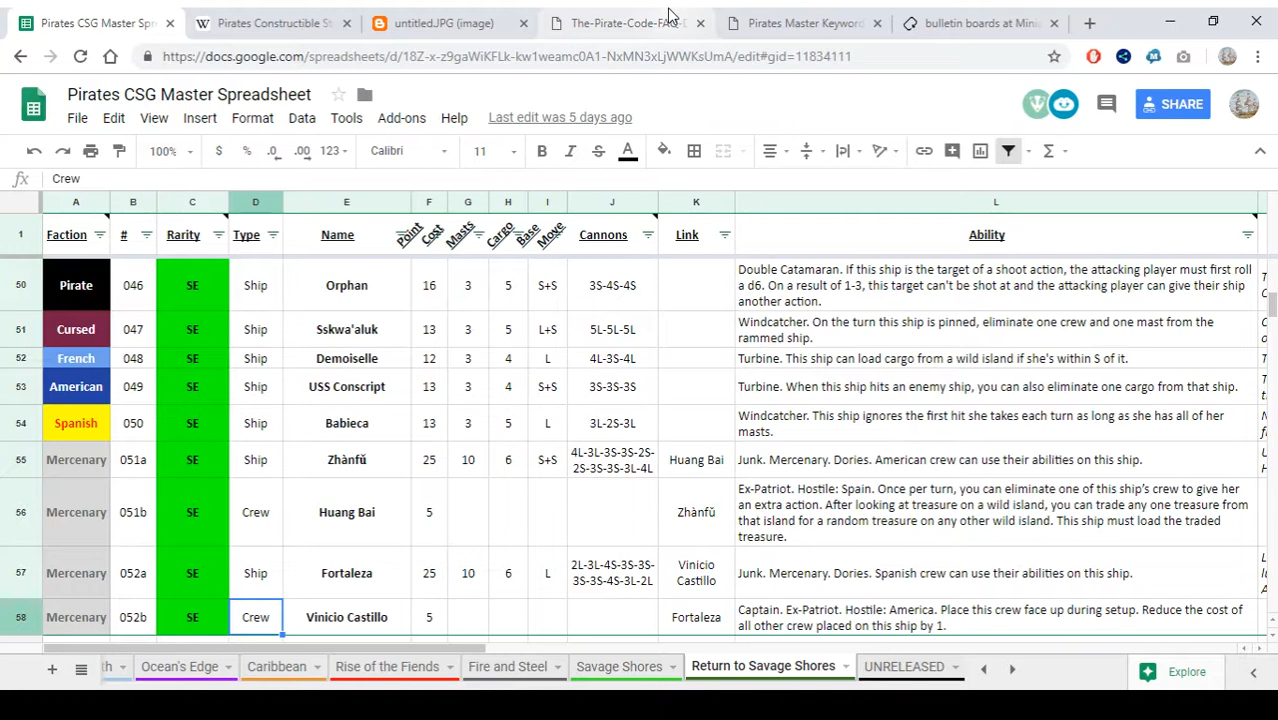 Pirates CSG Master Spr
Pirates Constructible St
untitled.JPG (image)
The-Pirate-Code-FA
Pirates Master Keyword
bulletin boards at Mini
https://docs.google.com/spreadsheets/d/18Z-x-z9gaWiKFLk-kw1weamc0A1-NxMN3xLjWWKsUmA/edit#gid=11834111
Pirates CSG Master Spreadsheet
SHARE
File Edit View Insert Format Data Tools Add-ons Help Last edit was 5 days ago
100% $ % .0 .00 123 Calibri 11 B I S A
fx Crew
A B C D E F G H I J K L
1 Faction # Rarity Type Name Point Cost Masts Cargo Base Move Cannons Link Ability
50 Pirate 046 SE Ship Orphan 16 3 5 S+S 3S-4S-4S Double Catamaran. If this ship is the target of a shoot action, the attacking player must first roll
a d6. On a result of 1-3, this target can't be shot at and the attacking player can give their ship
another action.
51 Cursed 047 SE Ship Sskwa'aluk 13 3 5 L+S 5L-5L-5L Windcatcher. On the turn this ship is pinned, eliminate one crew and one mast from the
rammed ship.
52 French 048 SE Ship Demoiselle 12 3 4 L 4L-3S-4L Turbine. This ship can load cargo from a wild island if she's within S of it.
53 American 049 SE Ship USS Conscript 13 3 4 S+S 3S-3S-3S Turbine. When this ship hits an enemy ship, you can also eliminate one cargo from that ship.
54 Spanish 050 SE Ship Babieca 13 3 5 L 3L-2S-3L Windcatcher. This ship ignores the first hit she takes each turn as long as she has all of her
masts.
55 Mercenary 051a SE Ship Zhànfǔ 25 10 6 S+S 4L-3L-3S-3S-2S-
2S-3S-3S-3L-4L Huang Bai Junk. Mercenary. Dories. American crew can use their abilities on this ship.
56 Mercenary 051b SE Crew Huang Bai 5 Zhànfǔ Ex-Patriot. Hostile: Spain. Once per turn, you can eliminate one of this ship's crew to give her
an extra action. After looking at treasure on a wild island, you can trade any one treasure from
that island for a random treasure on any other wild island. This ship must load the traded
treasure.
57 Mercenary 052a SE Ship Fortaleza 25 10 6 L 2L-3L-4S-3S-3S-
3S-3S-4S-3L-2L Vinicio
Castillo Junk. Mercenary. Dories. Spanish crew can use their abilities on this ship.
58 Mercenary 052b SE Crew Vinicio Castillo 5 Fortaleza Captain. Ex-Patriot. Hostile: America. Place this crew face up during setup. Reduce the cost of
all other crew placed on this ship by 1.
th Ocean's Edge Caribbean Rise of the Fiends Fire and Steel Savage Shores Return to Savage Shores UNRELEASED Explore